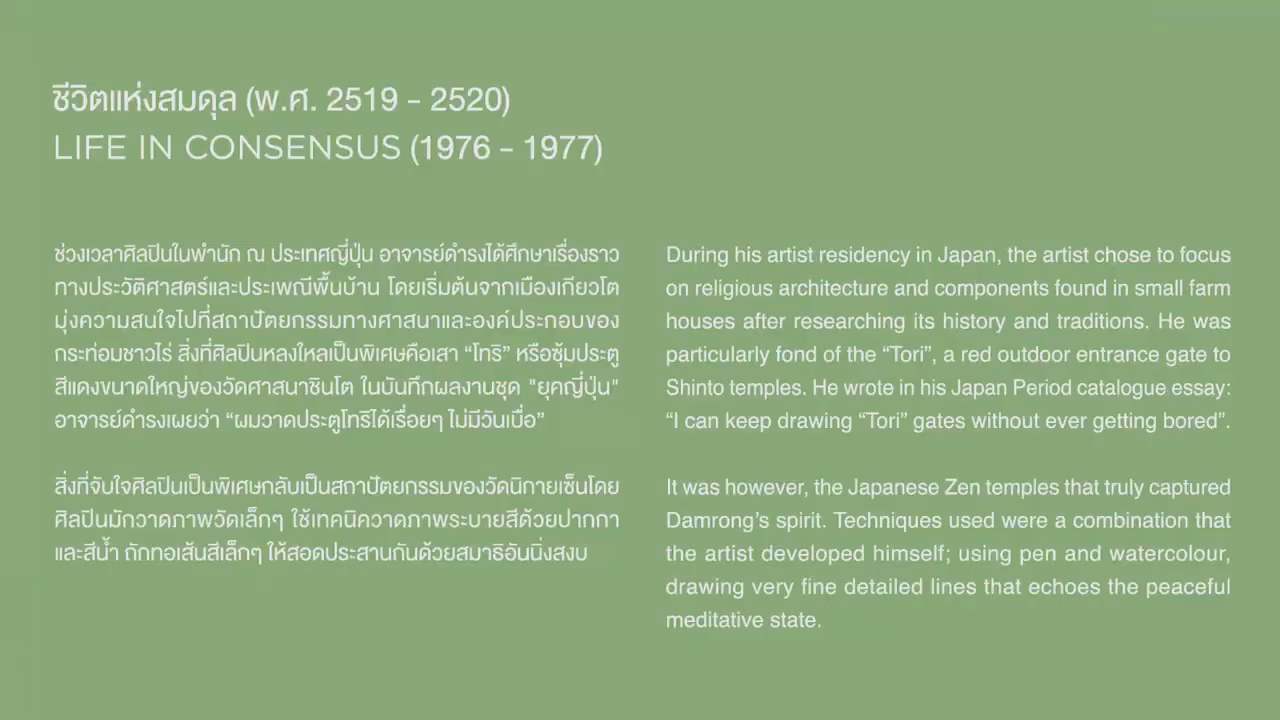 ชีวิตแห่งสมดุล (พ.ศ. 2519 - 2520)
LIFE IN CONSENSUS (1976 - 1977)
ช่วงเวลาศิลปินในพำนัก ณ ประเทศญี่ปุ่น อาจารย์ดำรงได้ศึกษาเรื่องราว
ทางประวัติศาสตร์และประเพณีพื้นบ้าน โดยเริ่มต้นจากเมืองเกียวโต
มุ่งความสนใจไปที่สถาปัตยกรรมทางศาสนาและองค์ประกอบของ
กระท่อมชาวไร่ สิ่งที่ศิลปินหลงใหลเป็นพิเศษคือเสา “โทริ” หรือซุ้มประตู
สีแดงขนาดใหญ่ของวัดศาสนาชินโต ในบันทึกผลงานชุด "ยุคญี่ปุ่น"
อาจารย์ดำรงเผยว่า “ผมวาดประตูโทริได้เรื่อยๆ ไม่มีวันเบื่อ”
สิ่งที่จับใจศิลปินเป็นพิเศษกลับเป็นสถาปัตยกรรมของวัดนิกายเซ็นโดย
ศิลปินมักวาดภาพวัดเล็กๆ ใช้เทคนิควาดภาพระบายสีด้วยปากกา
และสีน้ำ ถักทอเส้นสีเล็กๆ ให้สอดประสานกันด้วยสมาธิอันนิ่งสงบ
During his artist residency in Japan, the artist chose to focus
on religious architecture and components found in small farm
houses after researching its history and traditions. He was
particularly fond of the “Tori”, a red outdoor entrance gate to
Shinto temples. He wrote in his Japan Period catalogue essay:
“I can keep drawing “Tori” gates without ever getting bored”.
It was however, the Japanese Zen temples that truly captured
Damrong’s spirit. Techniques used were a combination that
the artist developed himself; using pen and watercolour,
drawing very fine detailed lines that echoes the peaceful
meditative state.